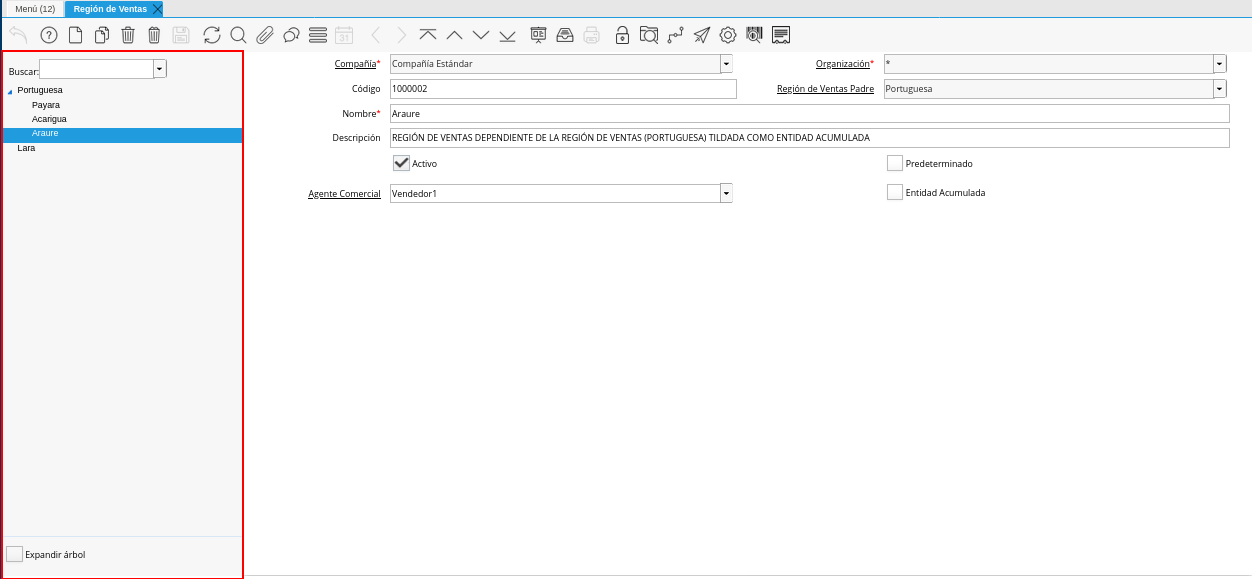 Menú (12) Región de Ventas
31
Buscar:
Portuguesa
Payara
Acarigua
Araure
Lara
Expandir árbol
Compañía* Compañía Estándar Organización* *
Código 1000002 Región de Ventas Padre Portuguesa
Nombre* Araure
Descripción REGIÓN DE VENTAS DEPENDIENTE DE LA REGIÓN DE VENTAS (PORTUGUESA) TILDADA COMO ENTIDAD ACUMULADA
Activo Predeterminado
Agente Comercial Vendedor1 Entidad Acumulada